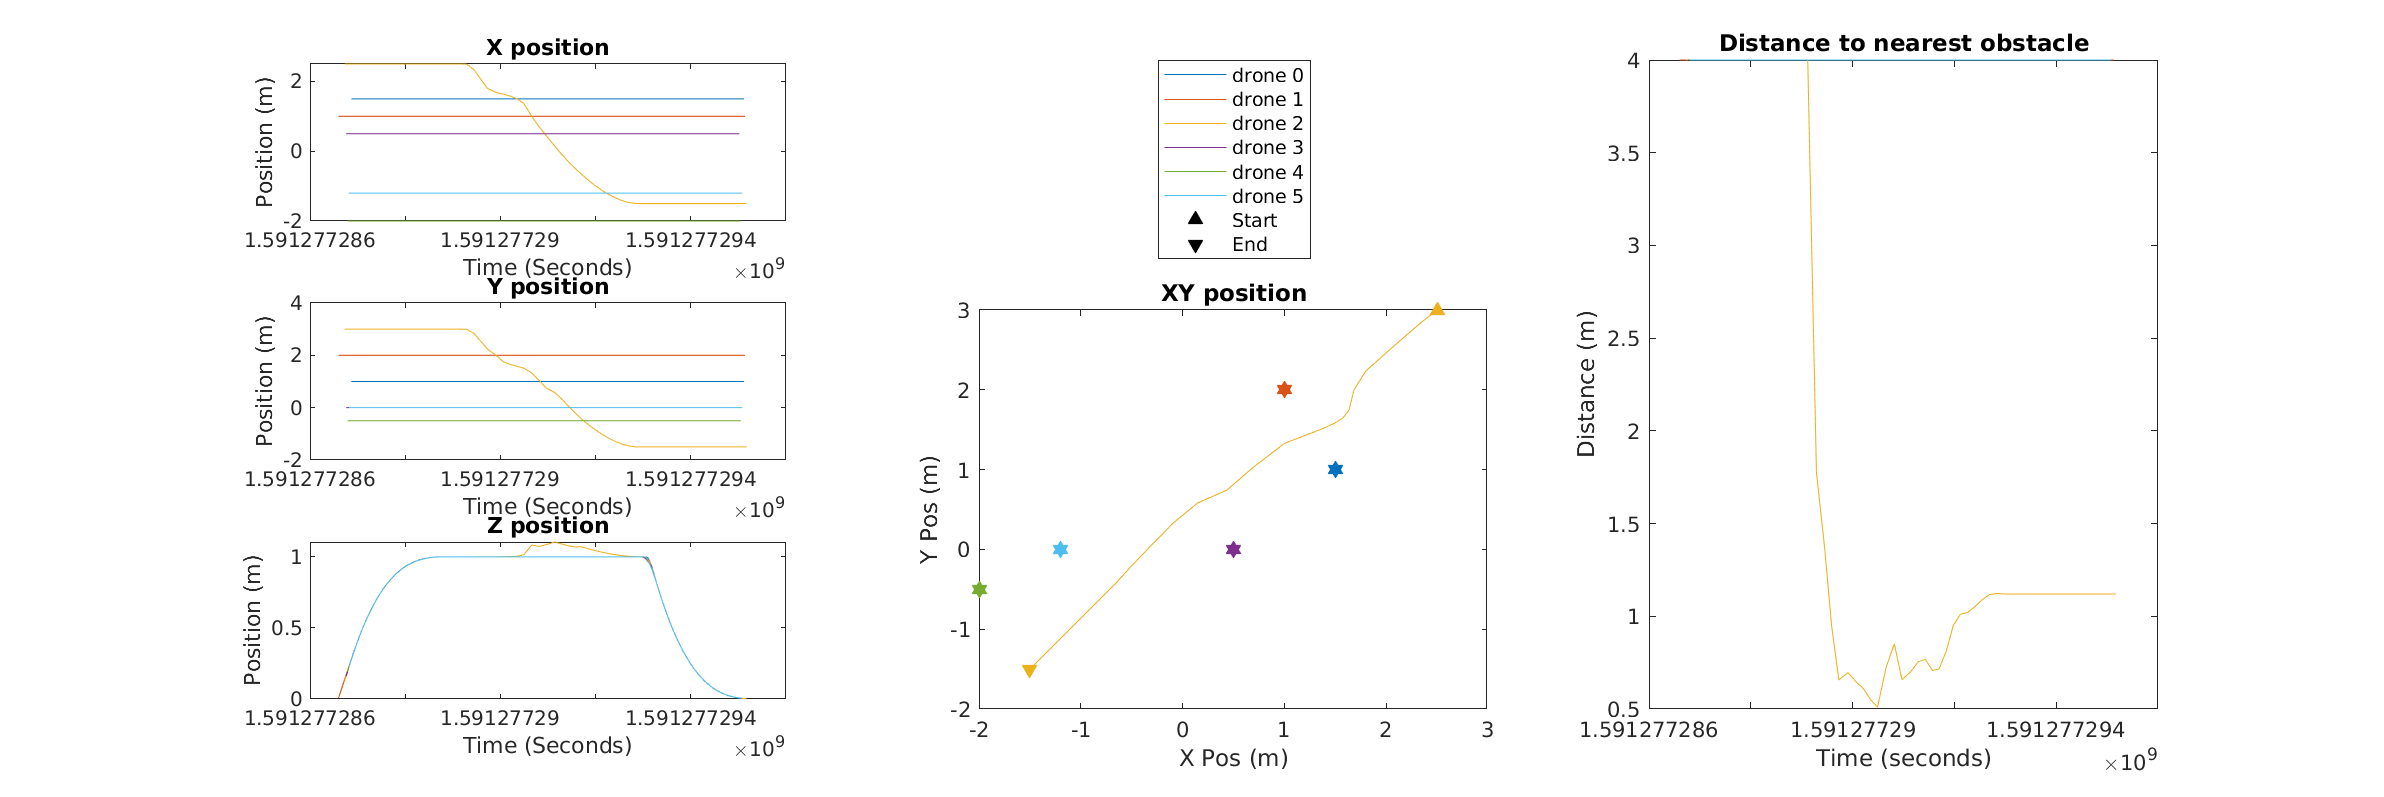 X position
Position (m)
2
0
-2
1.591277286
1.59127729
1.591277294
Time (Seconds)
×10^9
Y position
Position (m)
4
2
0
-2
1.591277286
1.59127729
1.591277294
Time (Seconds)
×10^9
Z position
Position (m)
1
0.5
0
1.591277286
1.59127729
1.591277294
Time (Seconds)
×10^9
drone 0
drone 1
drone 2
drone 3
drone 4
drone 5
Start
End
XY position
Y Pos (m)
3
2
1
0
-1
-2
-2
-1
0
1
2
3
X Pos (m)
Distance to nearest obstacle
Distance (m)
4
3.5
3
2.5
2
1.5
1
0.5
1.591277286
1.59127729
1.591277294
Time (seconds)
×10^9